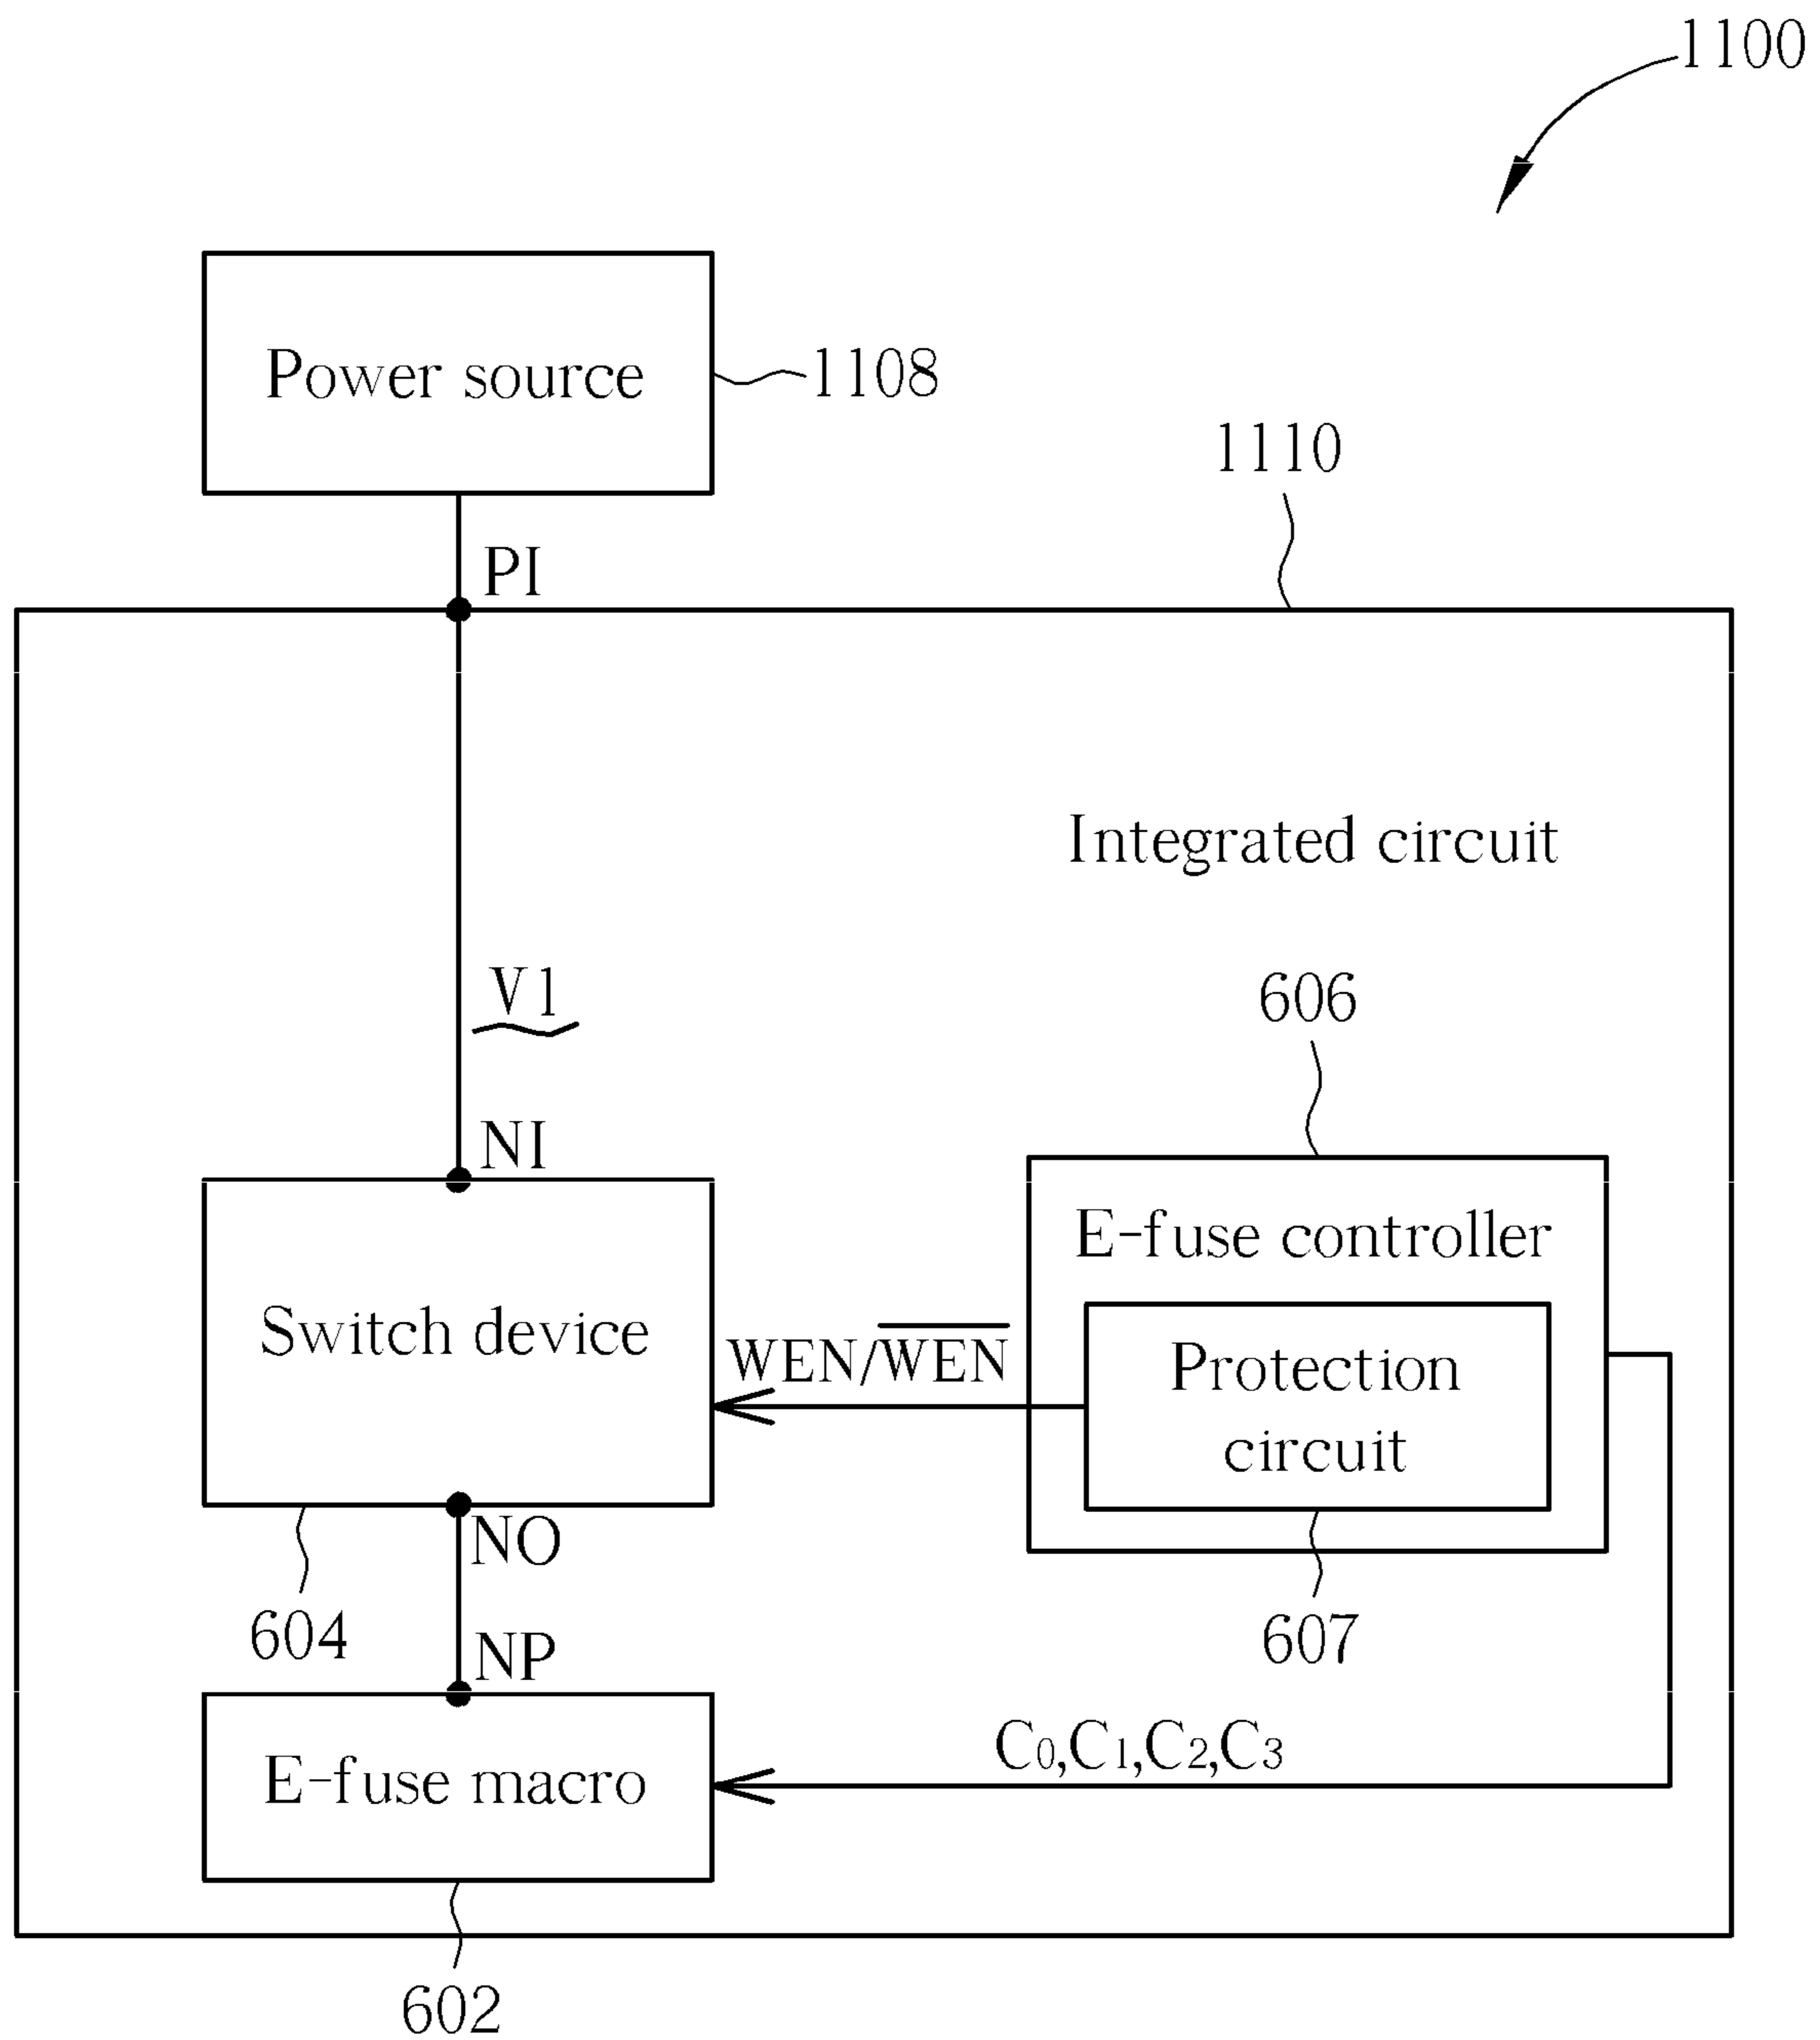 1100
Power source
1108
1110
PI
Integrated circuit
V1
606
NI
E-fuse controller
Switch device
WEN/W̅E̅N̅
Protection
circuit
NO
604
607
NP
C0,C1,C2,C3
E-fuse macro
602